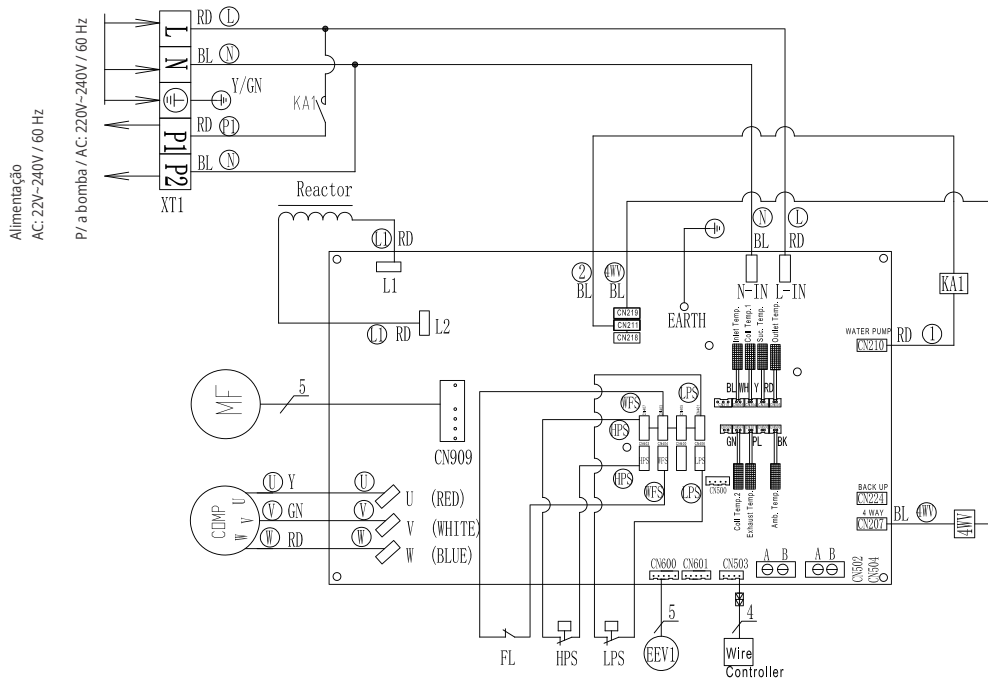 Alimentação
AC: 22V~240V / 60 Hz
P/ a bomba / AC: 220V~240V / 60 Hz
L
RD L
N
BL N
Y/GN
P1
RD P1
P2
BL N
XT1
KA1
Reactor
L1 RD
L1
L1 RD
L2
2
BL
4WV
BL
N
BL
L
RD
N-IN
L-IN
EARTH
CN219
CN211
CN218
Inlet Temp.
Coil Temp.1
Suc. Temp.
Outlet Temp.
BL WH Y RD
GN PL BK
Coil Temp.2
Exhaust Temp.
Amb. Temp.
WATER PUMP
CN210
RD 1
KA1
MF
5
CN909
WFS
LPS
HPS
HPS WFS LPS
HPS
WFS
LPS
CN500
BACK UP
CN224
4 WAY
CN207
BL 4WV
4WV
COMP
U
V
W
U Y U
V GN V
W RD W
U (RED)
V (WHITE)
W (BLUE)
CN600
CN601
CN503
A B
A B
CN502
CN504
FL
HPS
LPS
5
EEV1
4
Wire
Controller